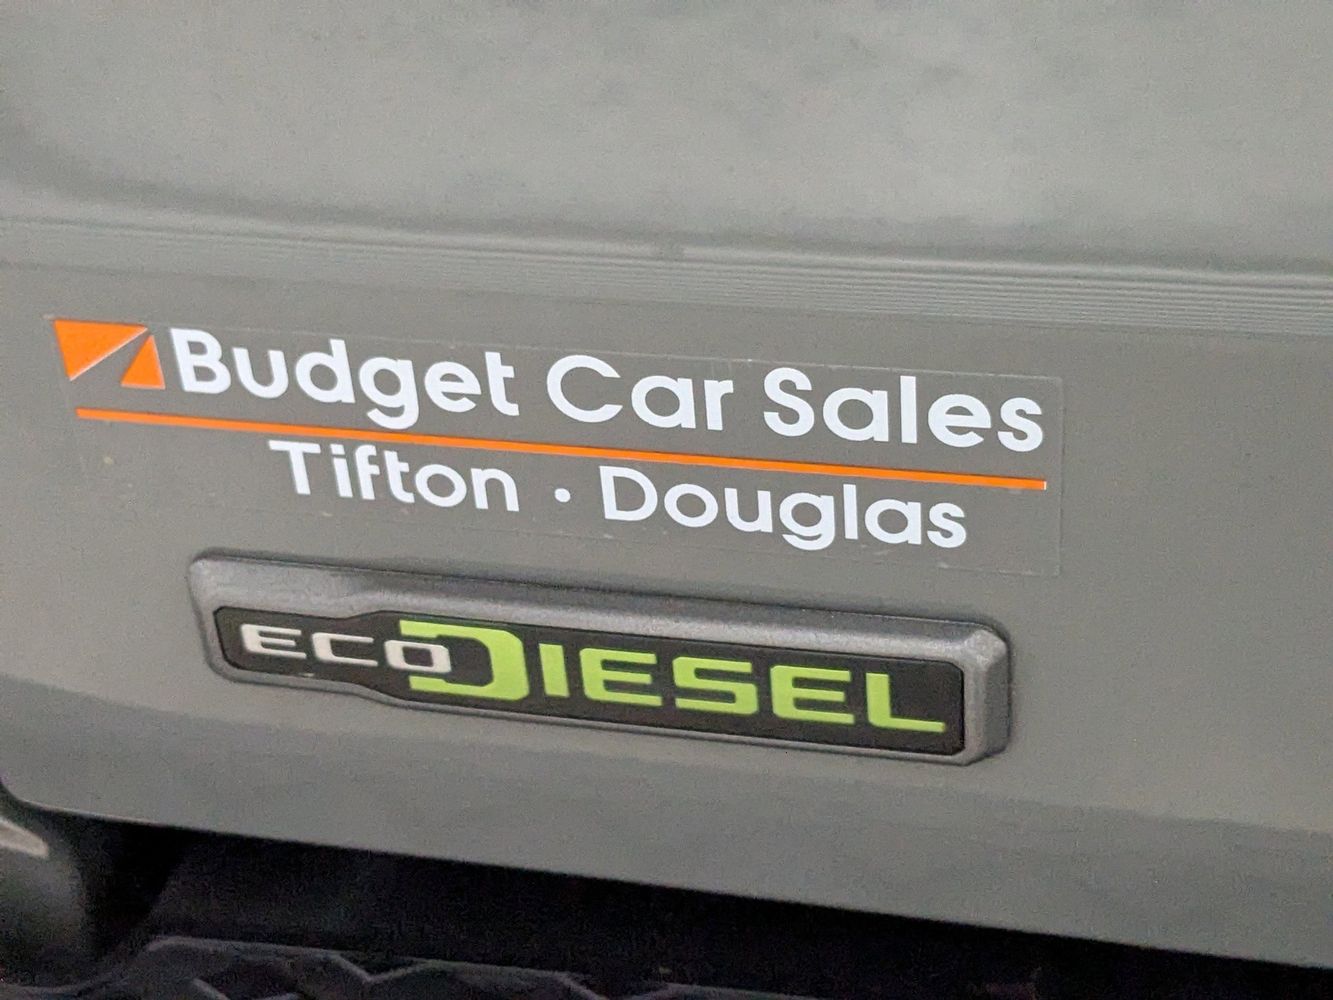 Budget Car Sales
Tifton · Douglas
ECODIESEL